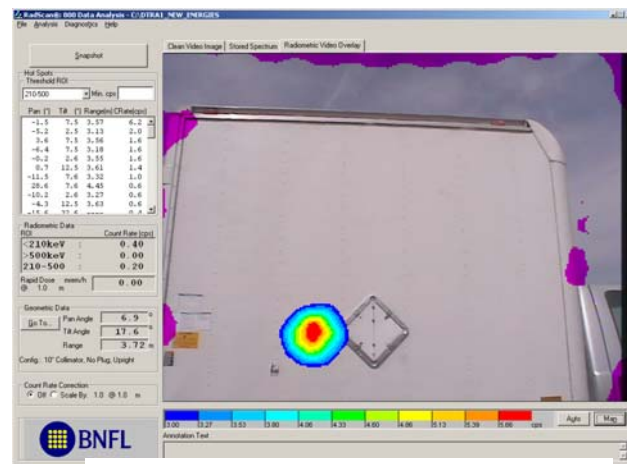 RadScan® 800 Data Analysis - C:\DTRA1_NEW_ENERGIES
File Analysis Diagnostics Help
Snapshot
Clean Video Image Stored Spectrum Radiometric Video Overlay
Hot Spots
Threshold ROI
210-500 Min. cps
Pan (°) Tilt (°) Range(m) CRate(cps)
-1.5 7.5 3.57 6.2
-5.2 2.5 3.13 2.0
3.6 7.5 3.56 1.6
-6.4 7.5 3.18 1.6
-0.2 2.6 3.55 1.6
0.7 12.5 3.61 1.4
-11.5 7.6 3.32 1.0
28.6 7.6 4.45 0.6
-10.2 2.6 3.27 0.6
-4.3 12.5 3.63 0.6
Radiometric Data
ROI Count Rate (cps)
<210keV : 0.40
>500keV : 0.00
210-500 : 0.20
Rapid Dose mrem/h 0.00
@ 1.0 m
Geometric Data
Go To... Pan Angle 6.9 °
Tilt Angle 17.6 °
Range 3.72 m
Config.: 10° Collimator, No Plug, Upright
Count Rate Correction
Off Scale By: 1.0 @ 1.0 m
3.00 3.27 3.53 3.80 4.06 4.33 4.60 4.86 5.13 5.39 5.66 cps
Auto Man
Annotation Text
BNFL